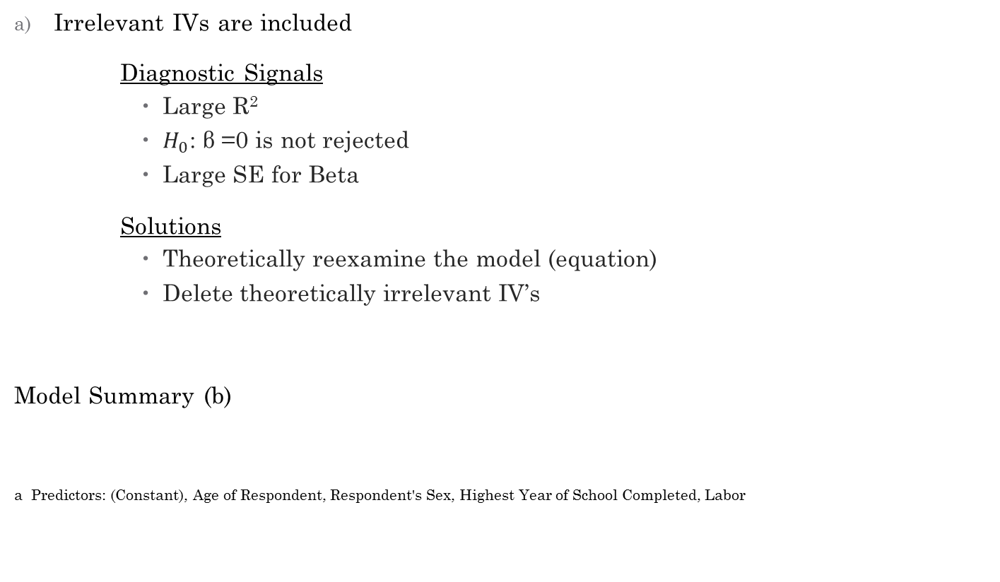 a) Irrelevant IVs are included
Diagnostic Signals
• Large R²
• H₀: β =0 is not rejected
• Large SE for Beta
Solutions
• Theoretically reexamine the model (equation)
• Delete theoretically irrelevant IV’s
Model Summary (b)
a Predictors: (Constant), Age of Respondent, Respondent's Sex, Highest Year of School Completed, Labor